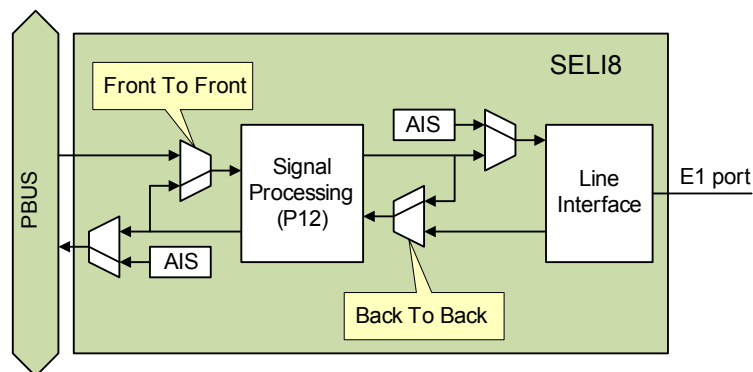 SELI8
Front To Front
AIS
Signal
Processing
(P12)
Line
Interface
E1 port
PBUS
AIS
Back To Back